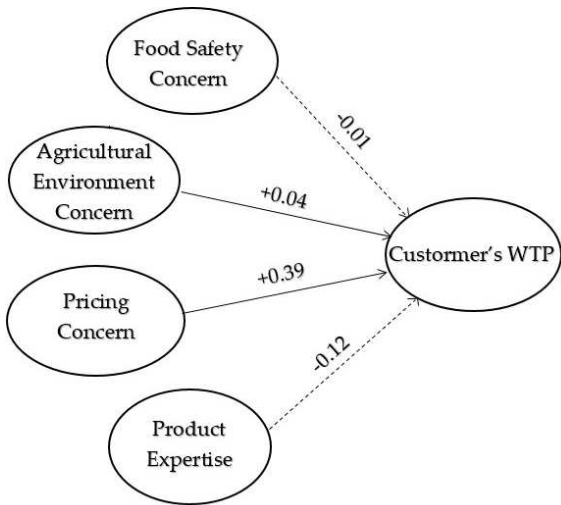 Food Safety
Concern
-0.01
Agricultural
Environment
Concern
+0.04
Custormer's WTP
+0.39
Pricing
Concern
-0.12
Product
Expertise